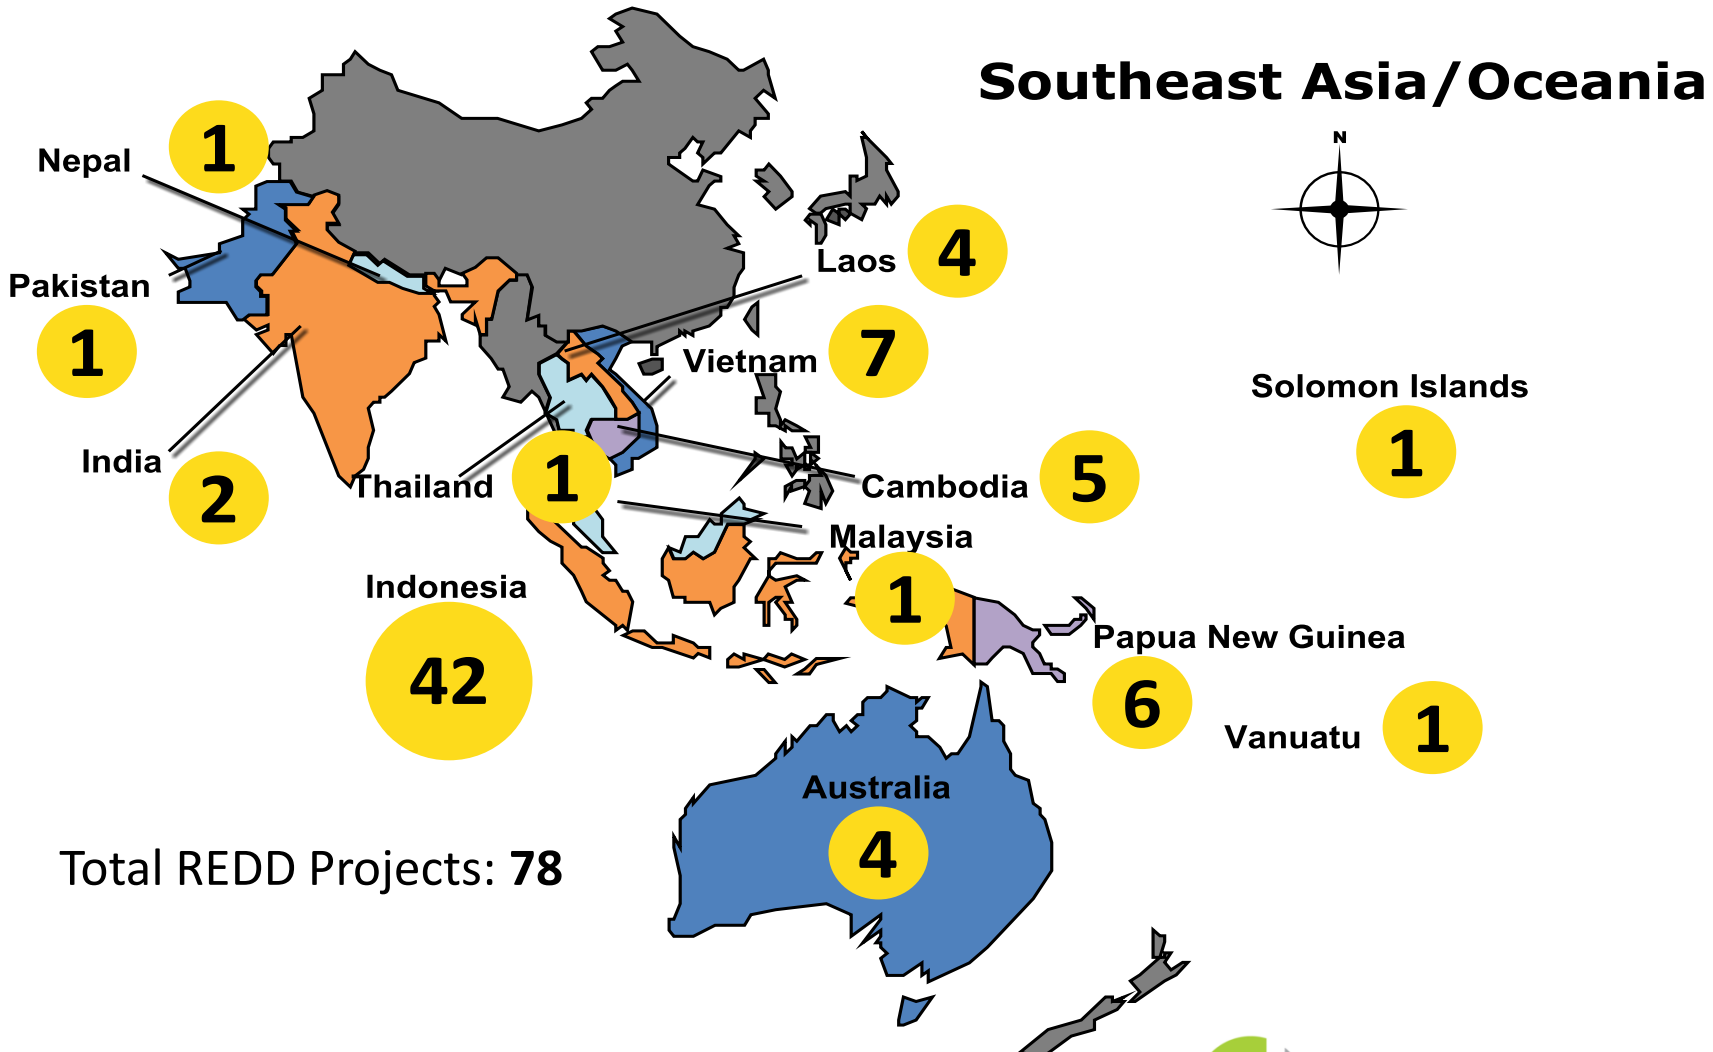 Southeast Asia/Oceania
N
Nepal
1
Pakistan
1
India
2
Laos
4
Vietnam
7
Thailand
1
Cambodia
5
Malaysia
1
Indonesia
42
Solomon Islands
1
Papua New Guinea
6
Vanuatu
1
Australia
4
Total REDD Projects: 78